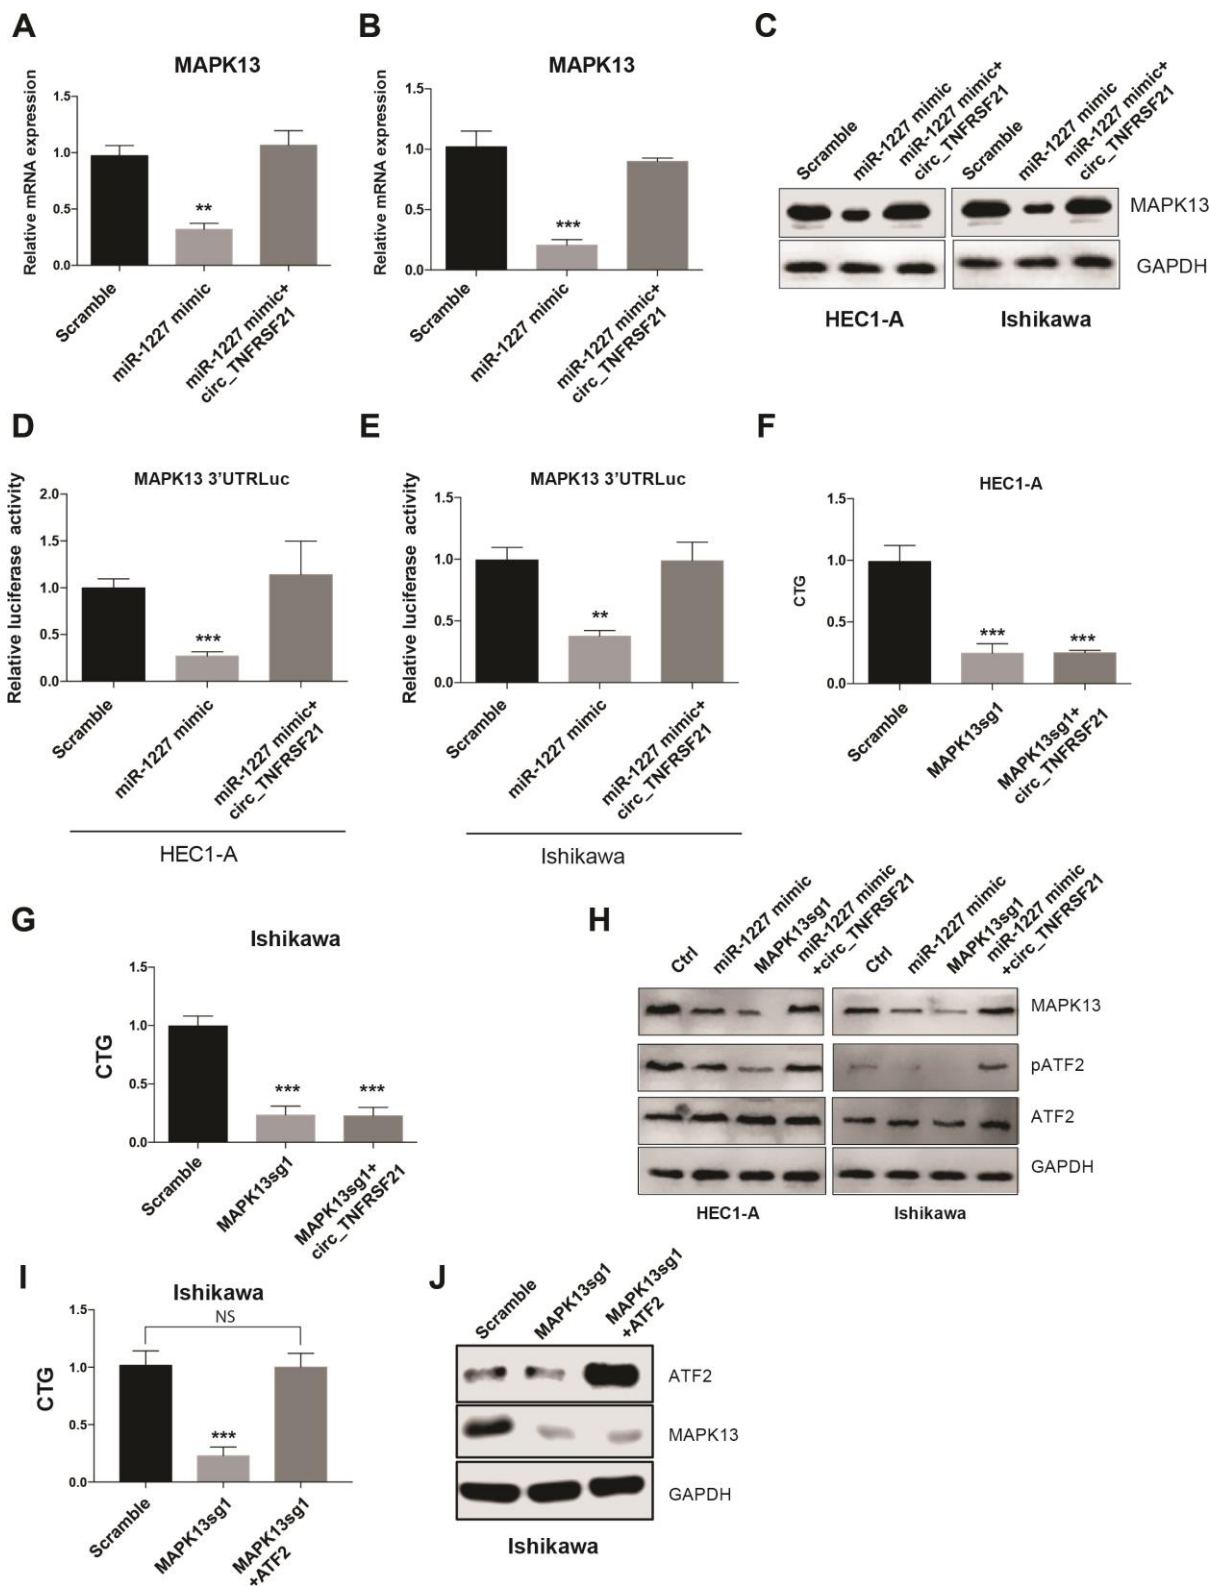 A
MAPK13
Relative mRNA expression
1.5
1.0
0.5
0.0
**
Scramble
miR-1227 mimic
miR-1227 mimic+
circ_TNFRSF21
B
MAPK13
Relative mRNA expression
1.5
1.0
0.5
0.0
***
Scramble
miR-1227 mimic
miR-1227 mimic+
circ_TNFRSF21
C
Scramble
miR-1227 mimic
miR-1227 mimic+
circ_TNFRSF21
Scramble
miR-1227 mimic
miR-1227 mimic+
circ_TNFRSF21
MAPK13
GAPDH
HEC1-A
Ishikawa
D
MAPK13 3’UTRLuc
Relative luciferase activity
2.0
1.5
1.0
0.5
0.0
***
Scramble
miR-1227 mimic
miR-1227 mimic+
circ_TNFRSF21
HEC1-A
E
MAPK13 3’UTRLuc
Relative luciferase activity
1.5
1.0
0.5
0.0
**
Scramble
miR-1227 mimic
miR-1227 mimic+
circ_TNFRSF21
Ishikawa
F
HEC1-A
CTG
1.5
1.0
0.5
0.0
***
***
Scramble
MAPK13sg1
MAPK13sg1+
circ_TNFRSF21
G
Ishikawa
CTG
1.5
1.0
0.5
0.0
***
***
Scramble
MAPK13sg1
MAPK13sg1+
circ_TNFRSF21
H
Ctrl
miR-1227 mimic
MAPK13sg1
miR-1227 mimic
+circ_TNFRSF21
Ctrl
miR-1227 mimic
MAPK13sg1
miR-1227 mimic
+circ_TNFRSF21
MAPK13
pATF2
ATF2
GAPDH
HEC1-A
Ishikawa
I
Ishikawa
CTG
1.5
1.0
0.5
0.0
NS
***
Scramble
MAPK13sg1
MAPK13sg1
+ATF2
J
Scramble
MAPK13sg1
MAPK13sg1
+ATF2
ATF2
MAPK13
GAPDH
Ishikawa